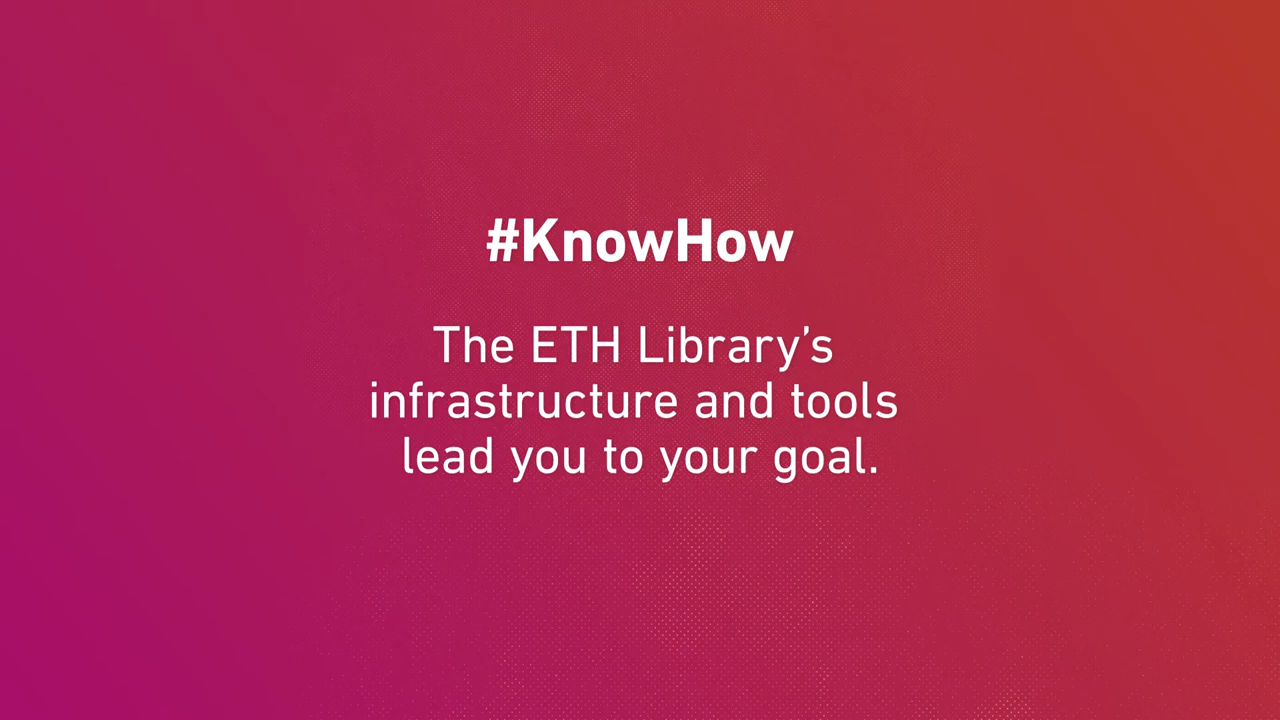 #KnowHow
The ETH Library’s
infrastructure and tools
lead you to your goal.